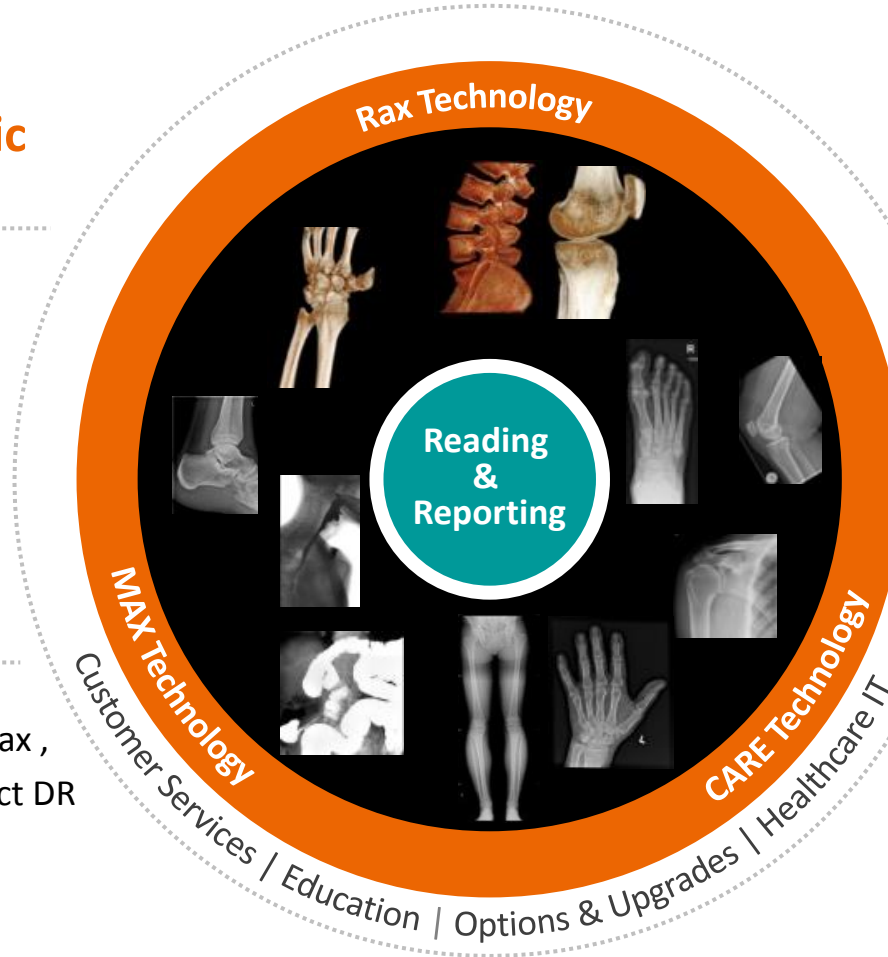 Rax Technology
ic
Reading
&
Reporting
MAX Technology
CARE Technology
ax ,
ct DR
Customer Services | Education | Options & Upgrades | Healthcare IT